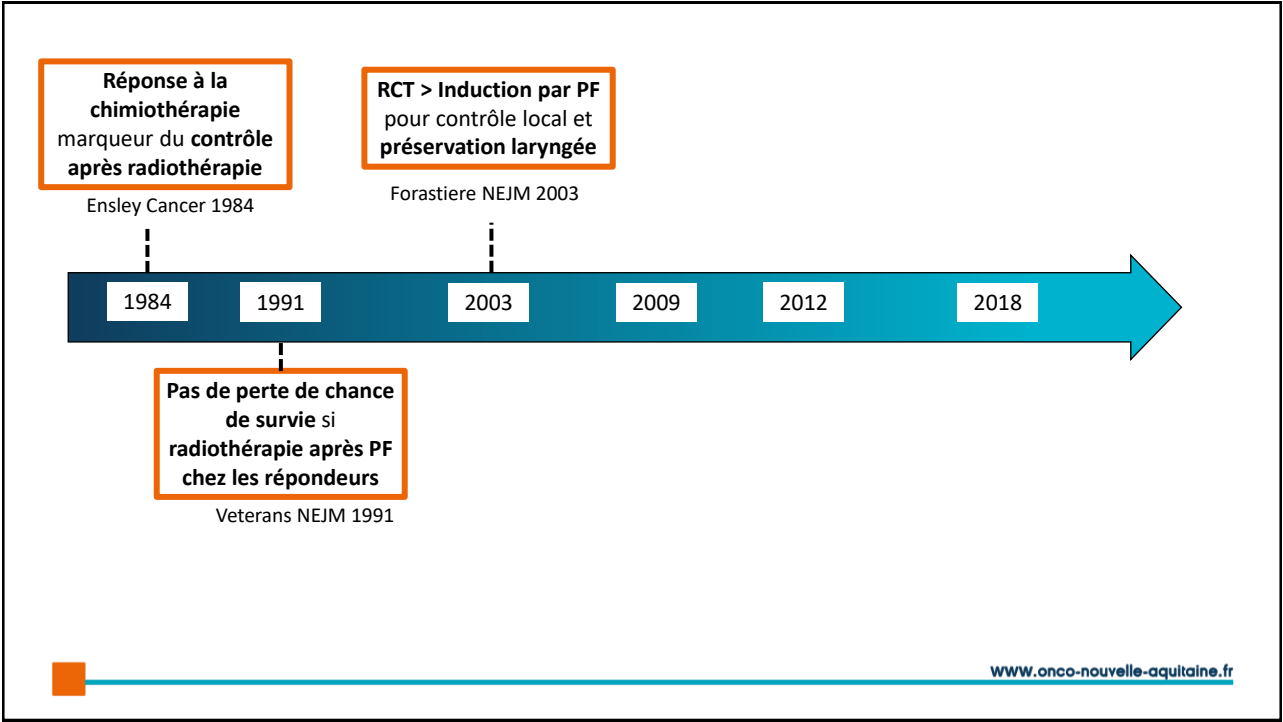 Réponse à la
chimiothérapie
marqueur du contrôle
après radiothérapie
Ensley Cancer 1984
RCT > Induction par PF
pour contrôle local et
préservation laryngée
Forastiere NEJM 2003
1984
1991
2003
2009
2012
2018
Pas de perte de chance
de survie si
radiothérapie après PF
chez les répondeurs
Veterans NEJM 1991
www.onco-nouvelle-aquitaine.fr